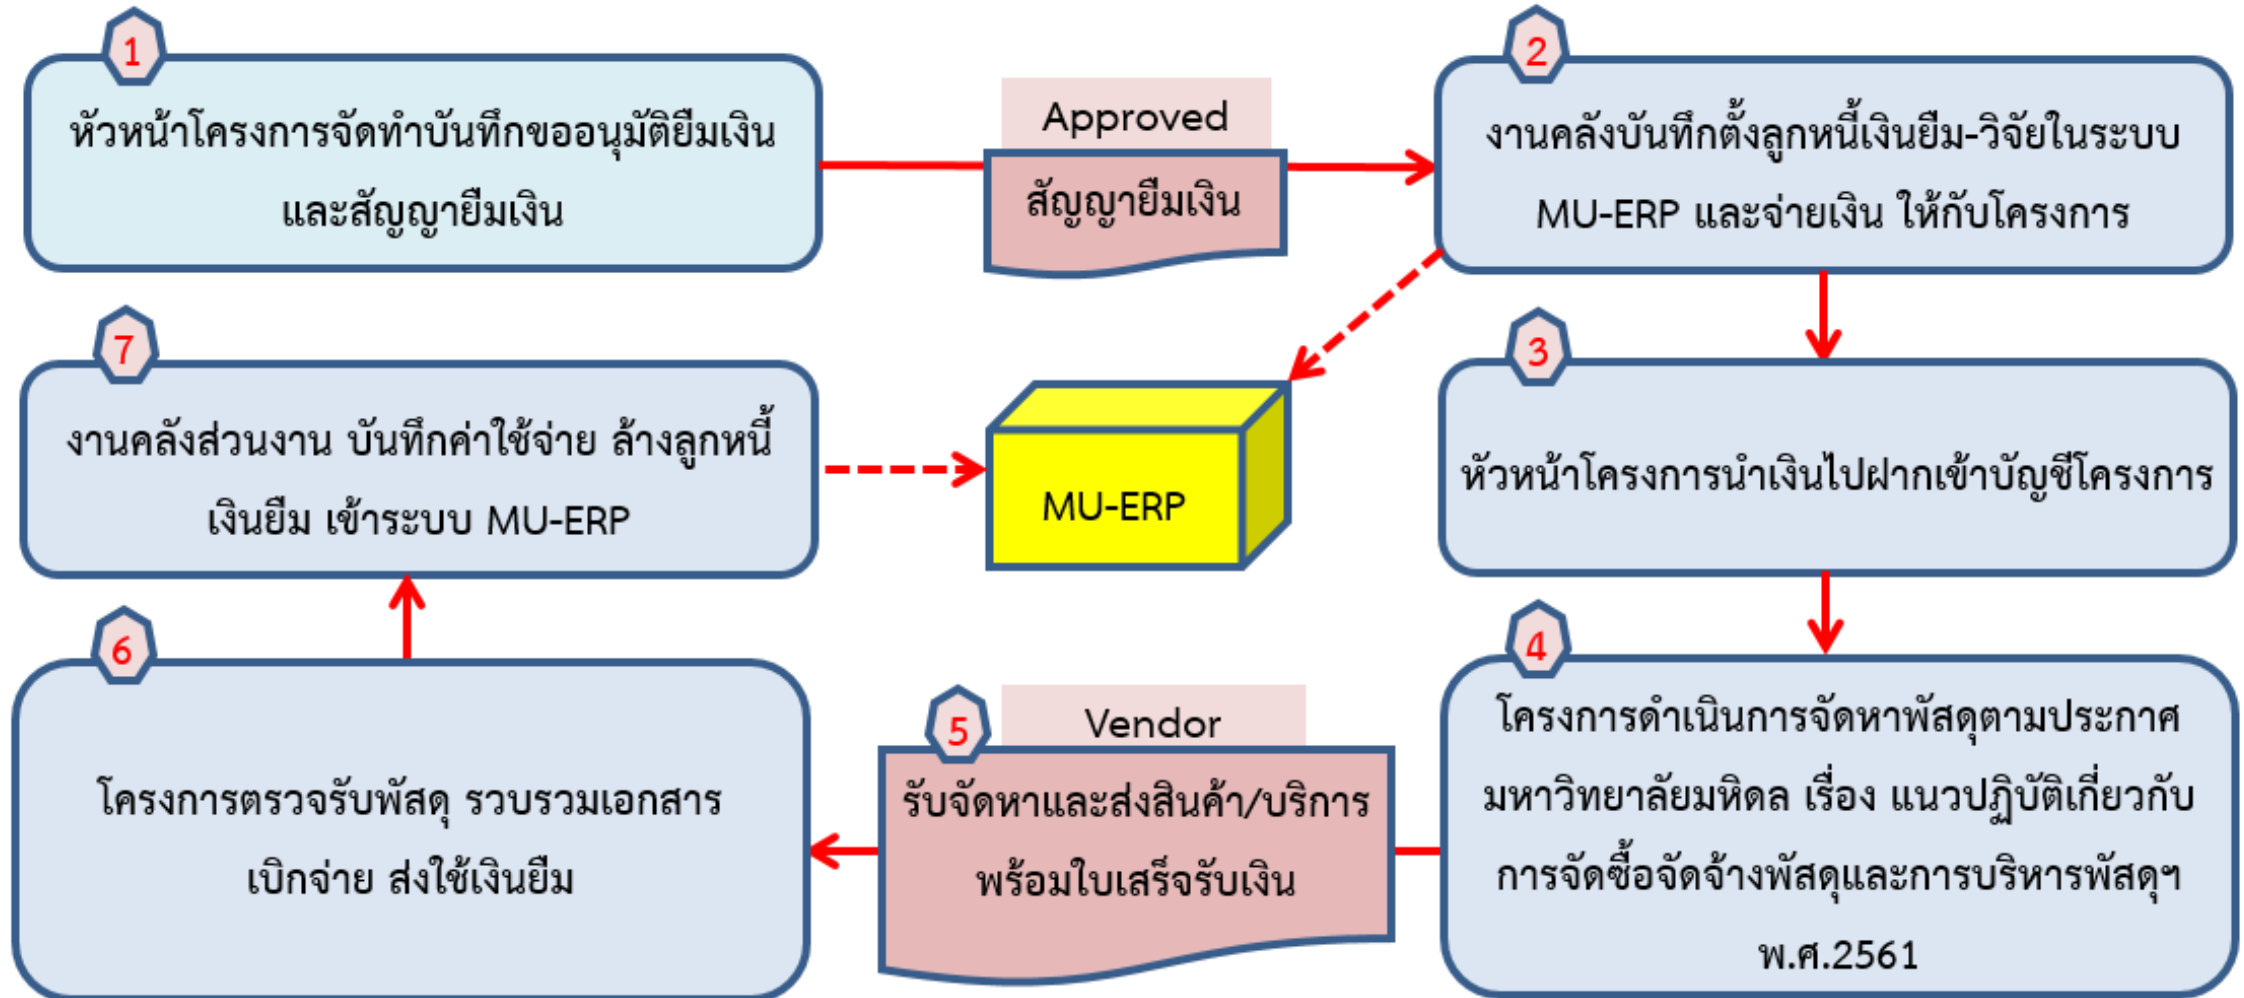 1
หัวหน้าโครงการจัดทำบันทึกขออนุมัติยืมเงิน
และสัญญายืมเงิน
Approved
สัญญายืมเงิน
2
งานคลังบันทึกตั้งลูกหนี้เงินยืม-วิจัยในระบบ
MU-ERP และจ่ายเงิน ให้กับโครงการ
3
หัวหน้าโครงการนำเงินไปฝากเข้าบัญชีโครงการ
4
โครงการดำเนินการจัดหาพัสดุตามประกาศ
มหาวิทยาลัยมหิดล เรื่อง แนวปฏิบัติเกี่ยวกับ
การจัดซื้อจัดจ้างพัสดุและการบริหารพัสดุฯ
พ.ศ.2561
5
Vendor
รับจัดหาและส่งสินค้า/บริการ
พร้อมใบเสร็จรับเงิน
6
โครงการตรวจรับพัสดุ รวบรวมเอกสาร
เบิกจ่าย ส่งใช้เงินยืม
7
งานคลังส่วนงาน บันทึกค่าใช้จ่าย ล้างลูกหนี้
เงินยืม เข้าระบบ MU-ERP
MU-ERP